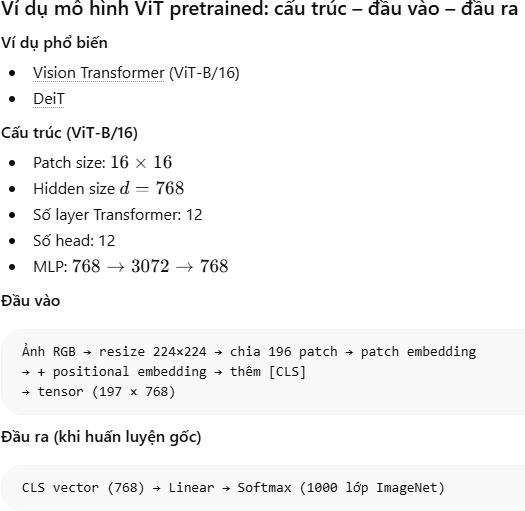 Ví dụ mô hình ViT pretrained: cấu trúc – đầu vào – đầu ra
Ví dụ phổ biến
• Vision Transformer (ViT-B/16)
• DeiT
Cấu trúc (ViT-B/16)
• Patch size: 16 × 16
• Hidden size d = 768
• Số layer Transformer: 12
• Số head: 12
• MLP: 768 → 3072 → 768
Đầu vào
Ảnh RGB → resize 224×224 → chia 196 patch → patch embedding
→ + positional embedding → thêm [CLS]
→ tensor (197 × 768)
Đầu ra (khi huấn luyện gốc)
CLS vector (768) → Linear → Softmax (1000 lớp ImageNet)